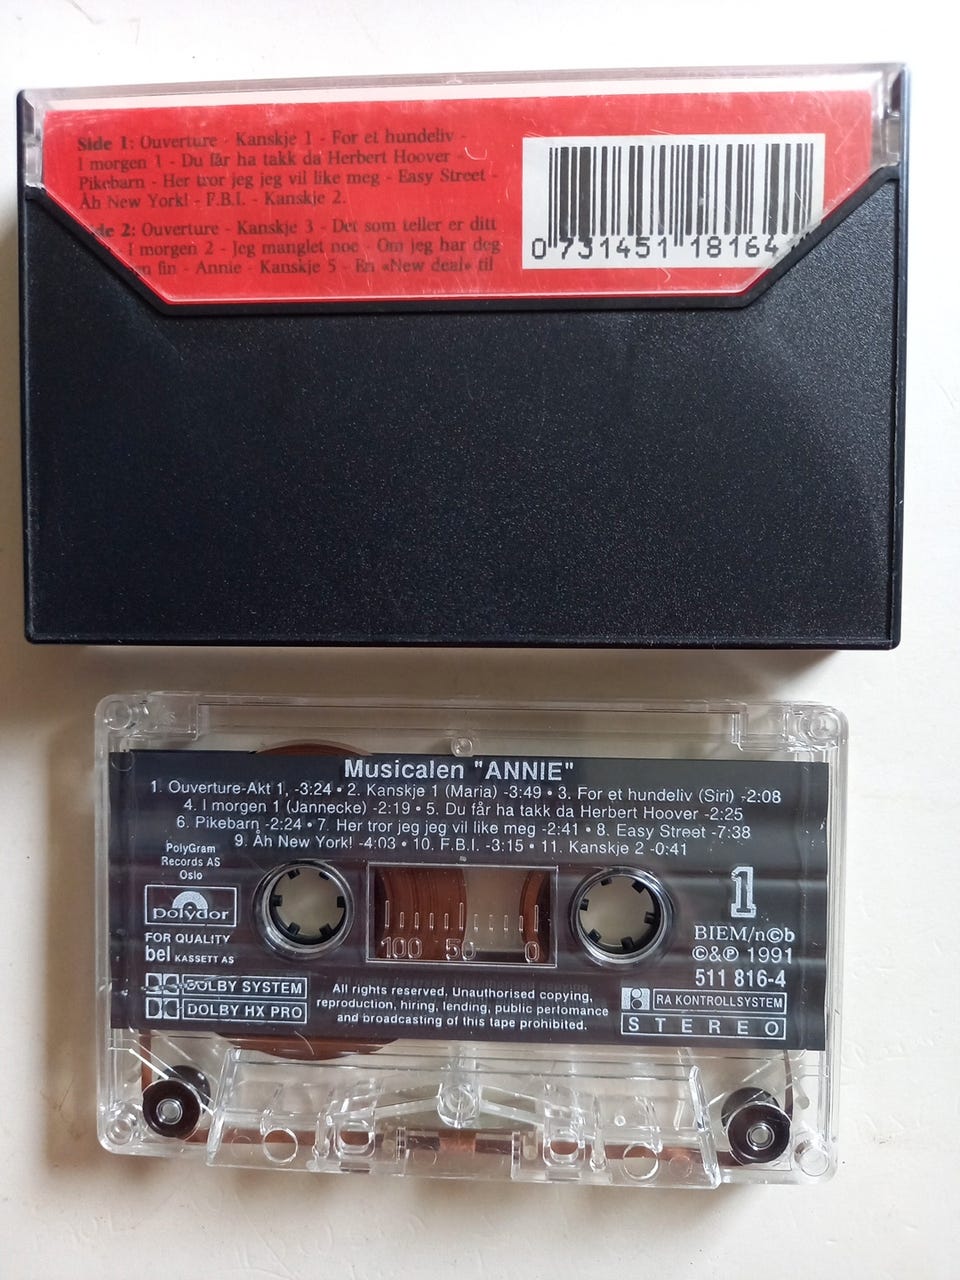 Side 1: Ouverture - Kanskje 1 - For et hundeliv -
I morgen 1 - Du får ha takk da Herbert Hoover -
Pikebarn - Her tror jeg jeg vil like meg - Easy Street -
Åh New York! - F.B.I. - Kanskje 2.
2: Ouverture - Kanskje 3 - Det som teller er ditt
I morgen 2 - Jeg manglet noe - Om jeg har deg
fin - Annie - Kanskje 5 - En «New deal» til
0 731451 18164
Musicalen "ANNIE"
1. Ouverture-Akt 1, -3:24 • 2. Kanskje 1 (Maria) -3:49 • 3. For et hundeliv (Siri) -2:08
4. I morgen 1 (Jannecke) -2:19 • 5. Du får ha takk da Herbert Hoover -2:25
6. Pikebarn -2:24 • 7. Her tror jeg jeg vil like meg -2:41 • 8. Easy Street -7:38
9. Åh New York! -4:03 • 10. F.B.I. -3:15 • 11. Kanskje 2 -0:41
PolyGram
Records AS
Oslo
polydor
FOR QUALITY
bel KASSETT AS
DOLBY SYSTEM
DOLBY HX PRO
100 50 0
All rights reserved. Unauthorised copying,
reproduction, hiring, lending, public perfomance
and broadcasting of this tape prohibited.
1
BIEM/n©b
©&℗ 1991
511 816-4
RA KONTROLLSYSTEM
STEREO